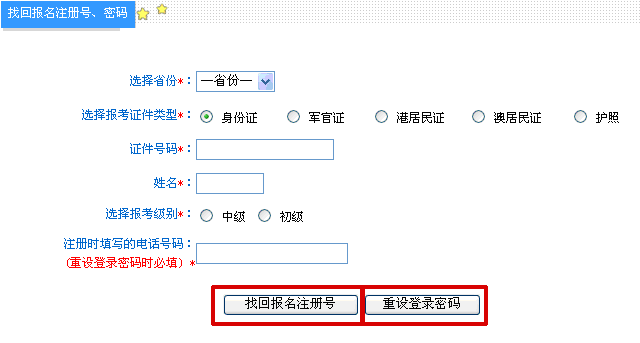 找回报名注册号、密码
选择省份*： —省份—
选择报考证件类型*： 身份证 军官证 港居民证 澳居民证 护照
证件号码*：
姓名*：
选择报考级别*： 中级 初级
注册时填写的电话号码：
(重设登录密码时必填）*
找回报名注册号 重设登录密码